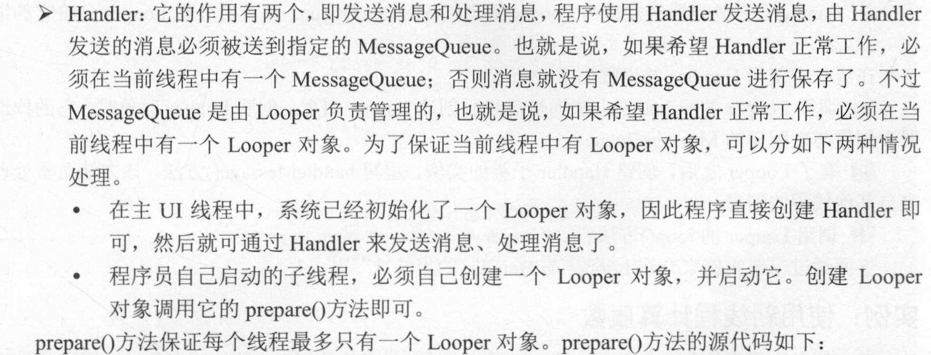 ➤ Handler：它的作用有两个，即发送消息和处理消息，程序使用 Handler 发送消息，由 Handler
发送的消息必须被送到指定的 MessageQueue。也就是说，如果希望 Handler 正常工作，必
须在当前线程中有一个 MessageQueue；否则消息就没有 MessageQueue 进行保存了。不过
MessageQueue 是由 Looper 负责管理的，也就是说，如果希望 Handler 正常工作，必须在当
前线程中有一个 Looper 对象。为了保证当前线程中有 Looper 对象，可以分如下两种情况
处理。
• 在主 UI 线程中，系统已经初始化了一个 Looper 对象，因此程序直接创建 Handler 即
可，然后就可通过 Handler 来发送消息、处理消息了。
• 程序员自己启动的子线程，必须自己创建一个 Looper 对象，并启动它。创建 Looper
对象调用它的 prepare()方法即可。
prepare()方法保证每个线程最多只有一个 Looper 对象。prepare()方法的源代码如下：